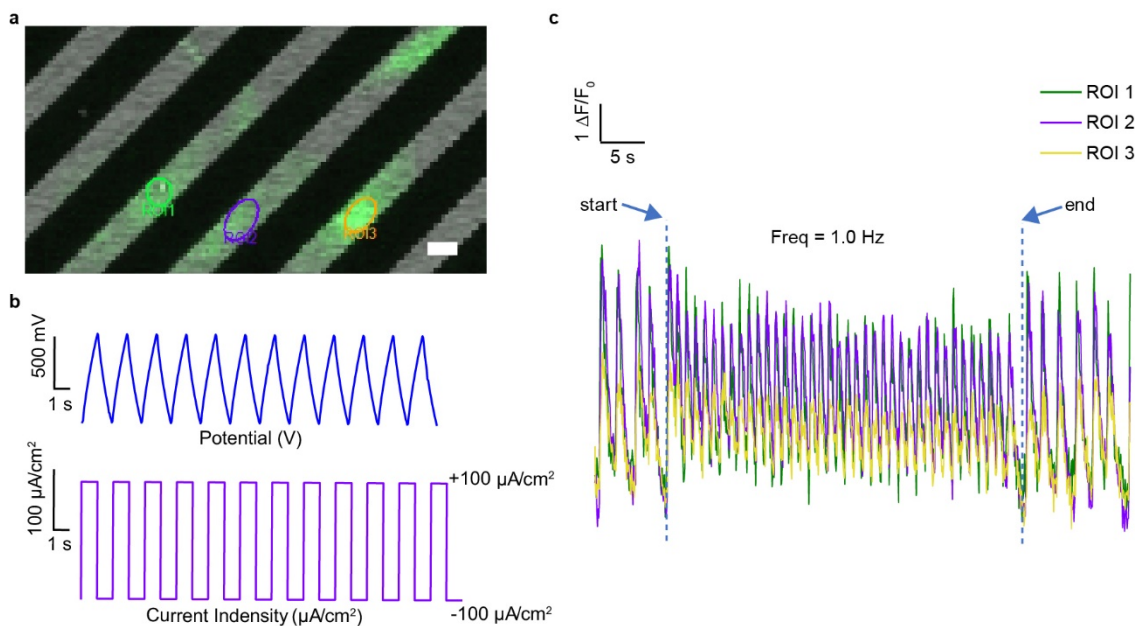 a
ROI1
ROI2
ROI3
b
500 mV
1 s
Potential (V)
100 µA/cm²
1 s
+100 µA/cm²
-100 µA/cm²
Current Indensity (µA/cm²)
c
1 ΔF/F₀
5 s
ROI 1
ROI 2
ROI 3
start
end
Freq = 1.0 Hz